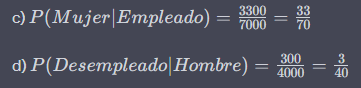 c) P(Mujer|Empleado) = 3300/7000 = 33/70
d) P(Desempleado|Hombre) = 300/4000 = 3/40